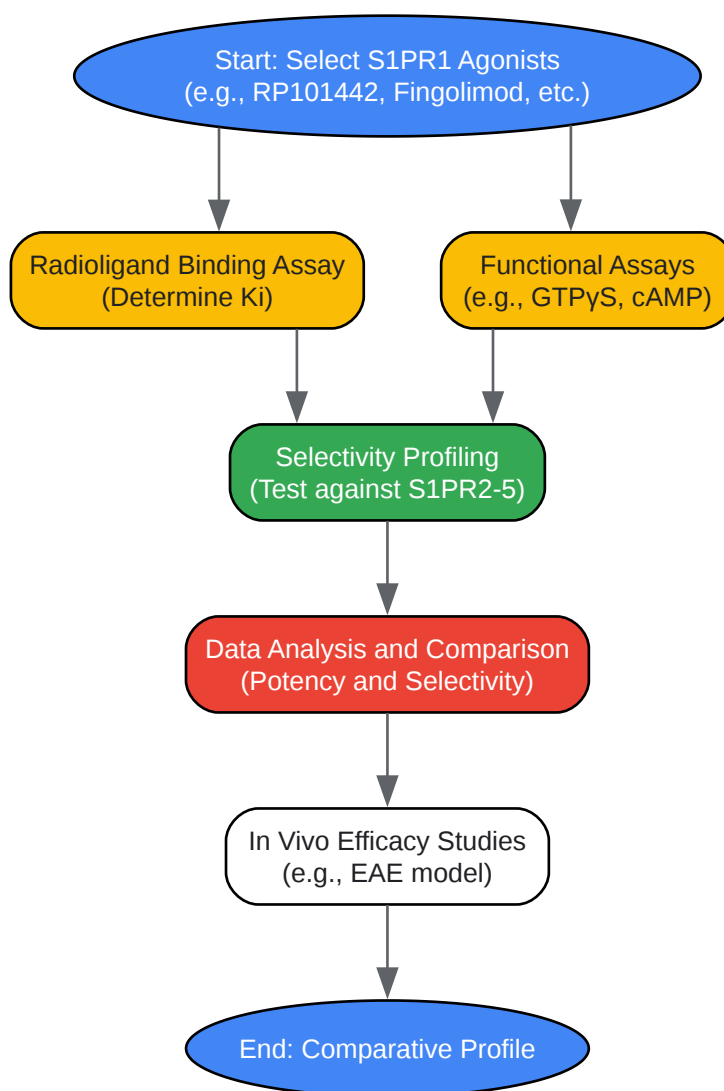 Start: Select S1PR1 Agonists
(e.g., RP101442, Fingolimod, etc.)
Radioligand Binding Assay
(Determine Ki)
Functional Assays
(e.g., GTPγS, cAMP)
Selectivity Profiling
(Test against S1PR2-5)
Data Analysis and Comparison
(Potency and Selectivity)
In Vivo Efficacy Studies
(e.g., EAE model)
End: Comparative Profile